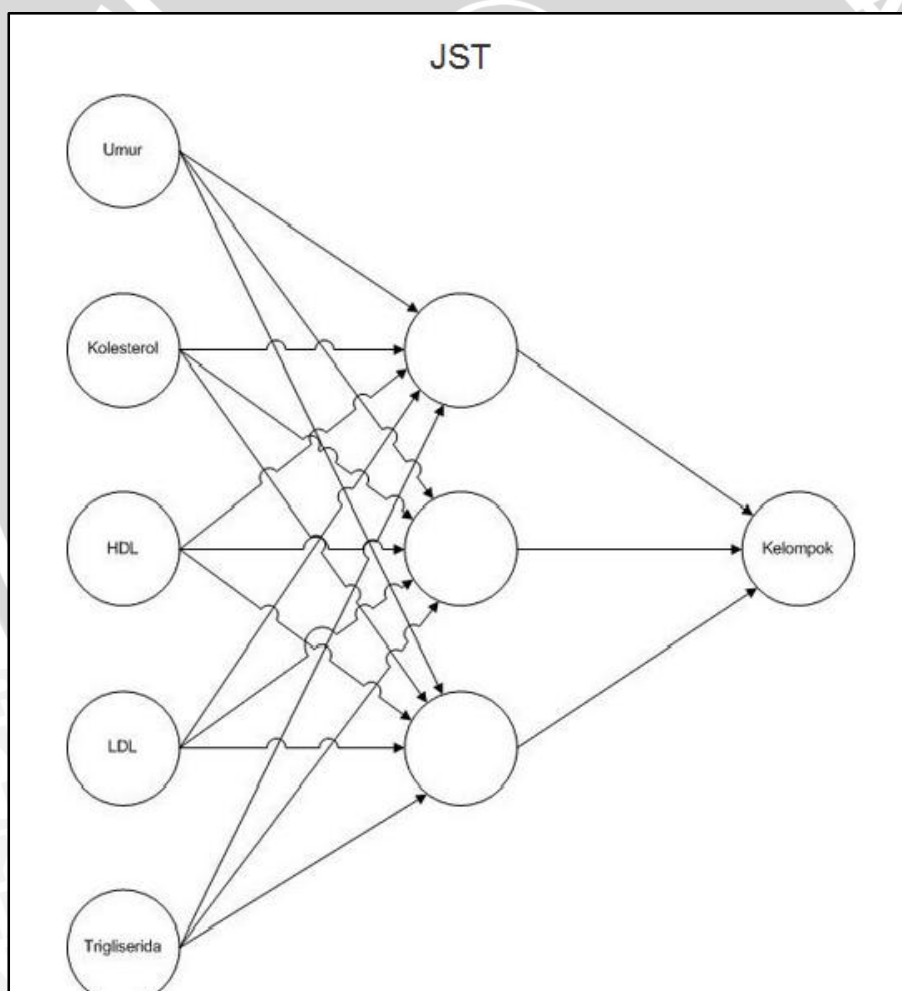 JST
Umur
Kolesterol
HDL
Kelompok
LDL
Trigliserida